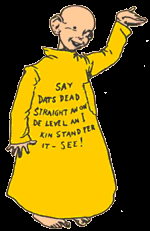 SAY
DATS DEAD
STRAIGHT AN ON
DE LEVEL AN I
KIN STAND FER
IT - SEE!